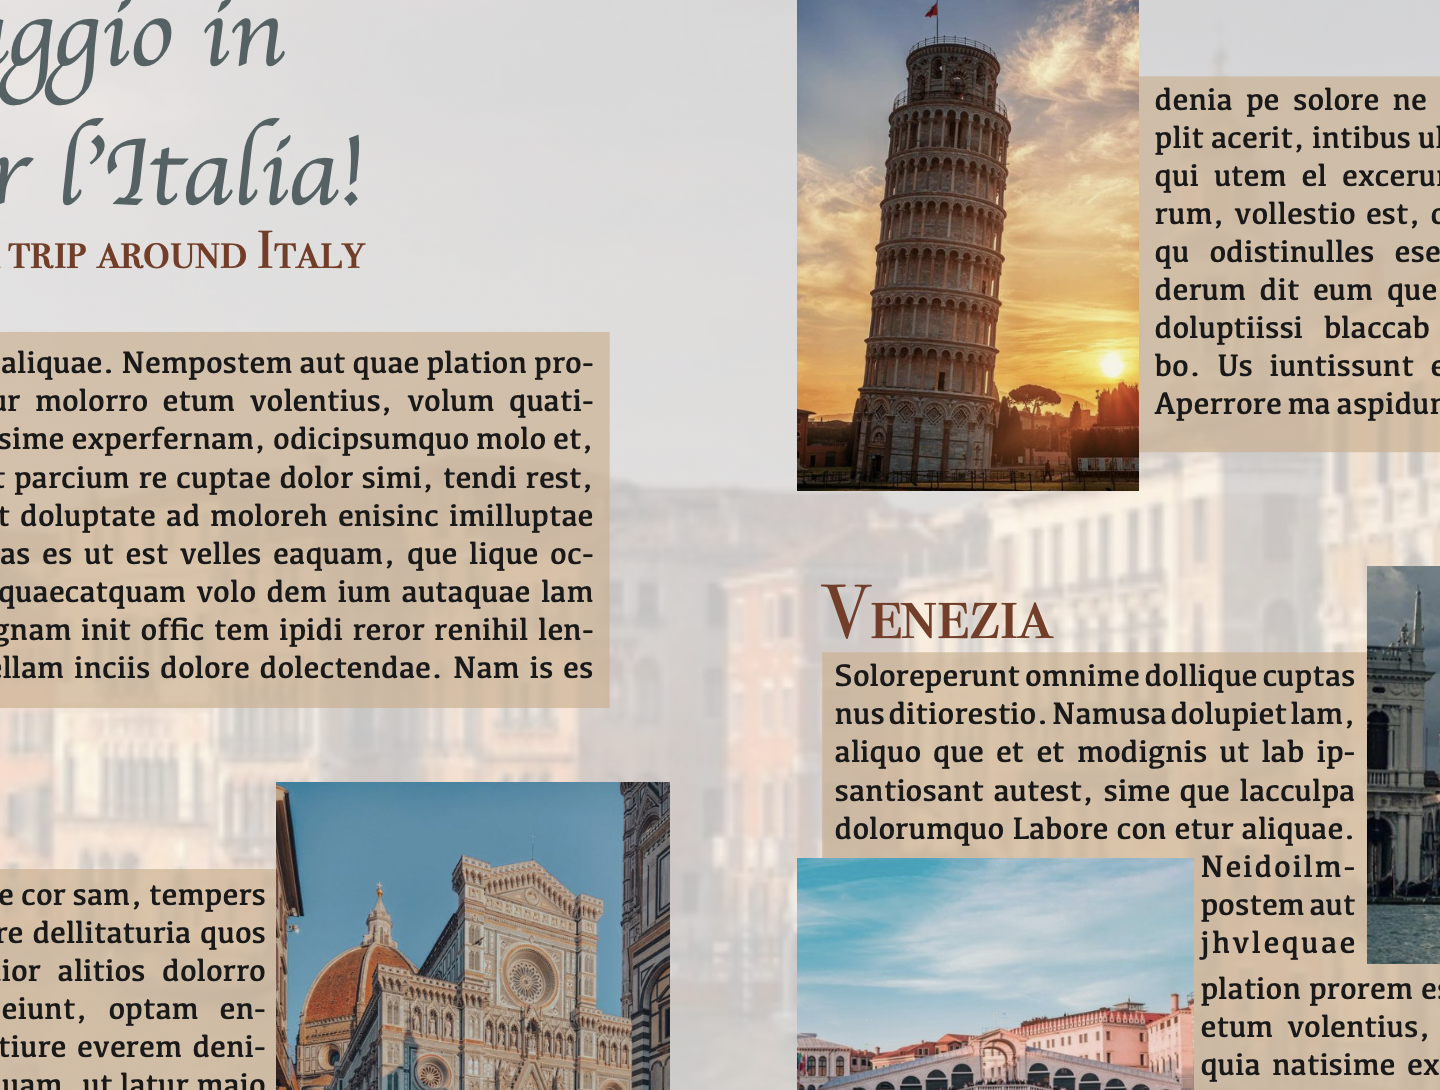 aggio in
r l'Italia!
trip around Italy
aliquae. Nempostem aut quae plation pro-
ur molorro etum volentius, volum quati-
sime experfernam, odicipsumquo molo et,
t parcium re cuptae dolor simi, tendi rest,
t doluptate ad moloreh enisinc imilluptae
as es ut est velles eaquam, que lique oc-
quaecatquam volo dem ium autaquae lam
gnam init offic tem ipidi reror renihil len-
ellam inciis dolore dolectendae. Nam is es
e cor sam, tempers
re dellitaturia quos
ior alitios dolorro
eiunt, optam en-
tiure everem deni-
uam, ut latur maio
denia pe solore ne
plit acerit, intibus ul
qui utem el excerur
rum, vollestio est, c
qu odistinulles ese
derum dit eum que
doluptiissi blaccab
bo. Us iuntissunt e
Aperrore ma aspidun
Venezia
Soloreperunt omnime dollique cuptas
nus ditiorestio. Namusa dolupiet lam,
aliquo que et et modignis ut lab ip-
santiosant autest, sime que lacculpa
dolorumquo Labore con etur aliquae.
Neidoilm-
postem aut
jhvlequae
plation prorem es
etum volentius,
quia natisime ex